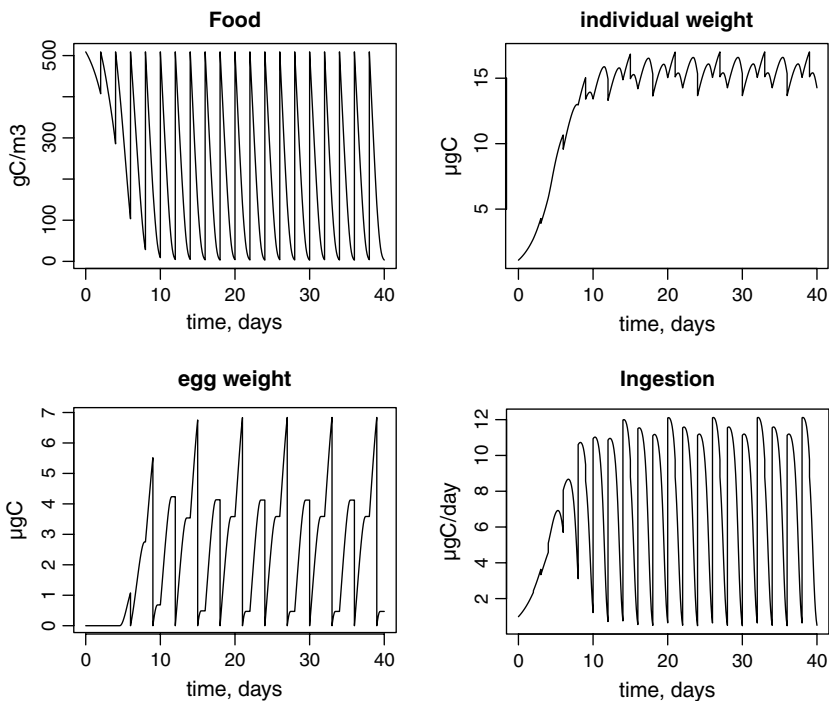 Food
gC/m3
500
300
100
0
0 10 20 30 40
time, days
individual weight
µgC
15
10
5
0 10 20 30 40
time, days
egg weight
µgC
7
6
5
4
3
2
1
0
0 10 20 30 40
time, days
Ingestion
µgC/day
12
10
8
6
4
2
0 10 20 30 40
time, days